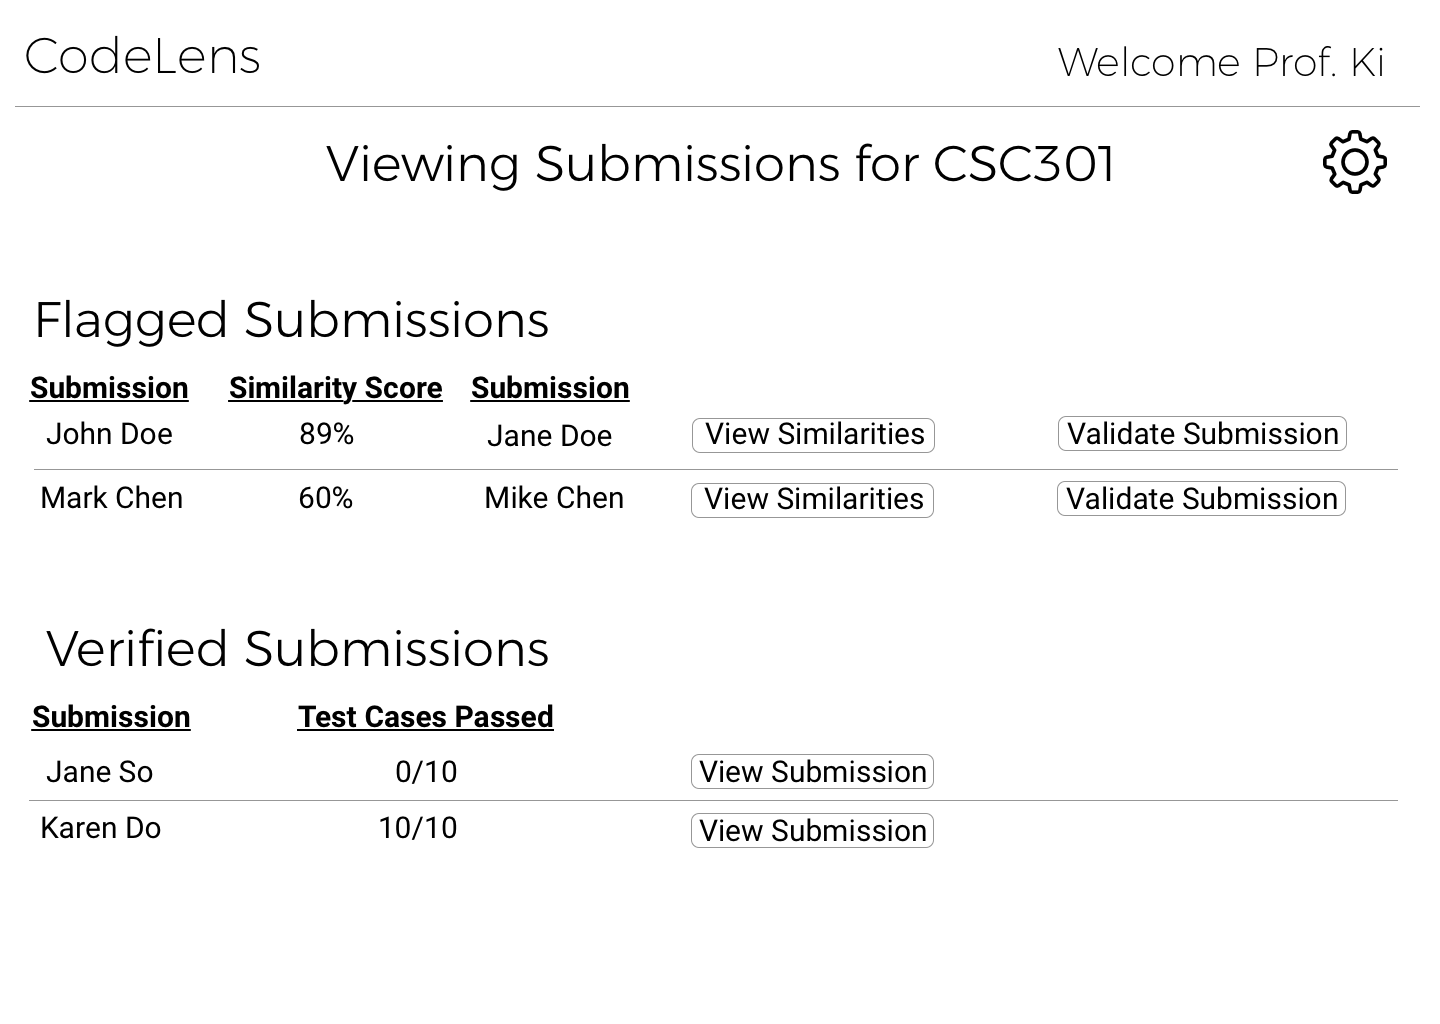 CodeLens
Welcome Prof. Ki
Viewing Submissions for CSC301
Flagged Submissions
Submission Similarity Score Submission
John Doe 89% Jane Doe View Similarities Validate Submission
Mark Chen 60% Mike Chen View Similarities Validate Submission
Verified Submissions
Submission Test Cases Passed
Jane So 0/10 View Submission
Karen Do 10/10 View Submission